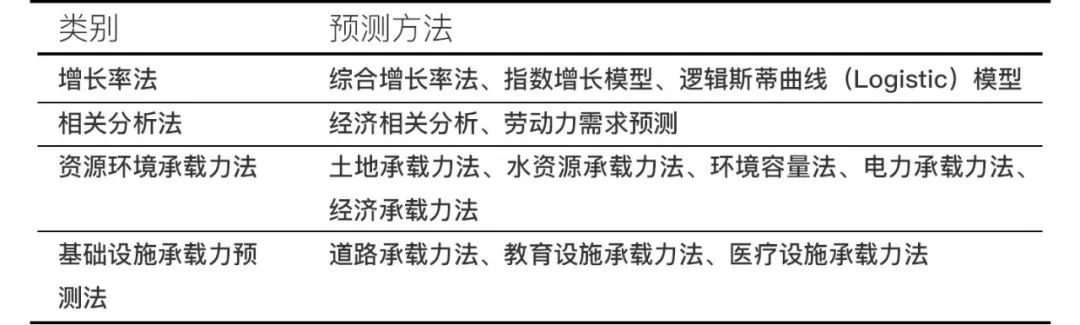 类别 预测方法
增长率法 综合增长率法、指数增长模型、逻辑斯蒂曲线（Logistic）模型
相关分析法 经济相关分析、劳动力需求预测
资源环境承载力法 土地承载力法、水资源承载力法、环境容量法、电力承载力法、
经济承载力法
基础设施承载力预 道路承载力法、教育设施承载力法、医疗设施承载力法
测法